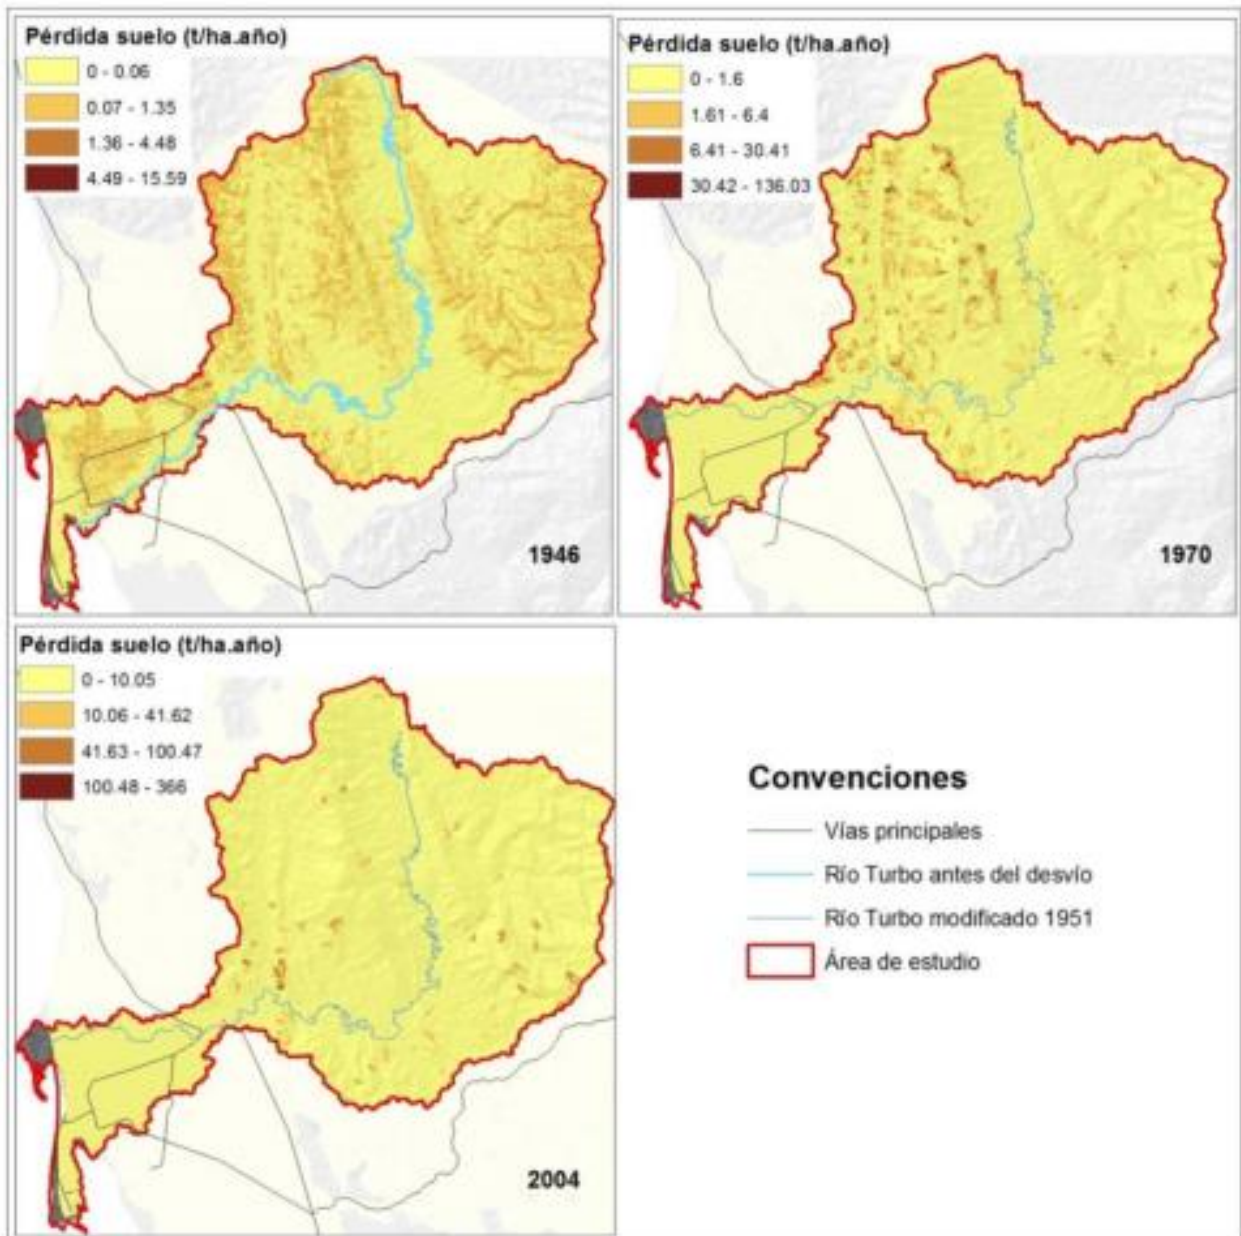 Pérdida suelo (t/ha.año)
0 - 0.06
0.07 - 1.35
1.36 - 4.48
4.49 - 15.59
1946
Pérdida suelo (t/ha.año)
0 - 1.6
1.61 - 6.4
6.41 - 30.41
30.42 - 136.03
1970
Pérdida suelo (t/ha.año)
0 - 10.05
10.06 - 41.62
41.63 - 100.47
100.48 - 366
2004
Convenciones
Vías principales
Río Turbo antes del desvío
Río Turbo modificado 1951
Área de estudio